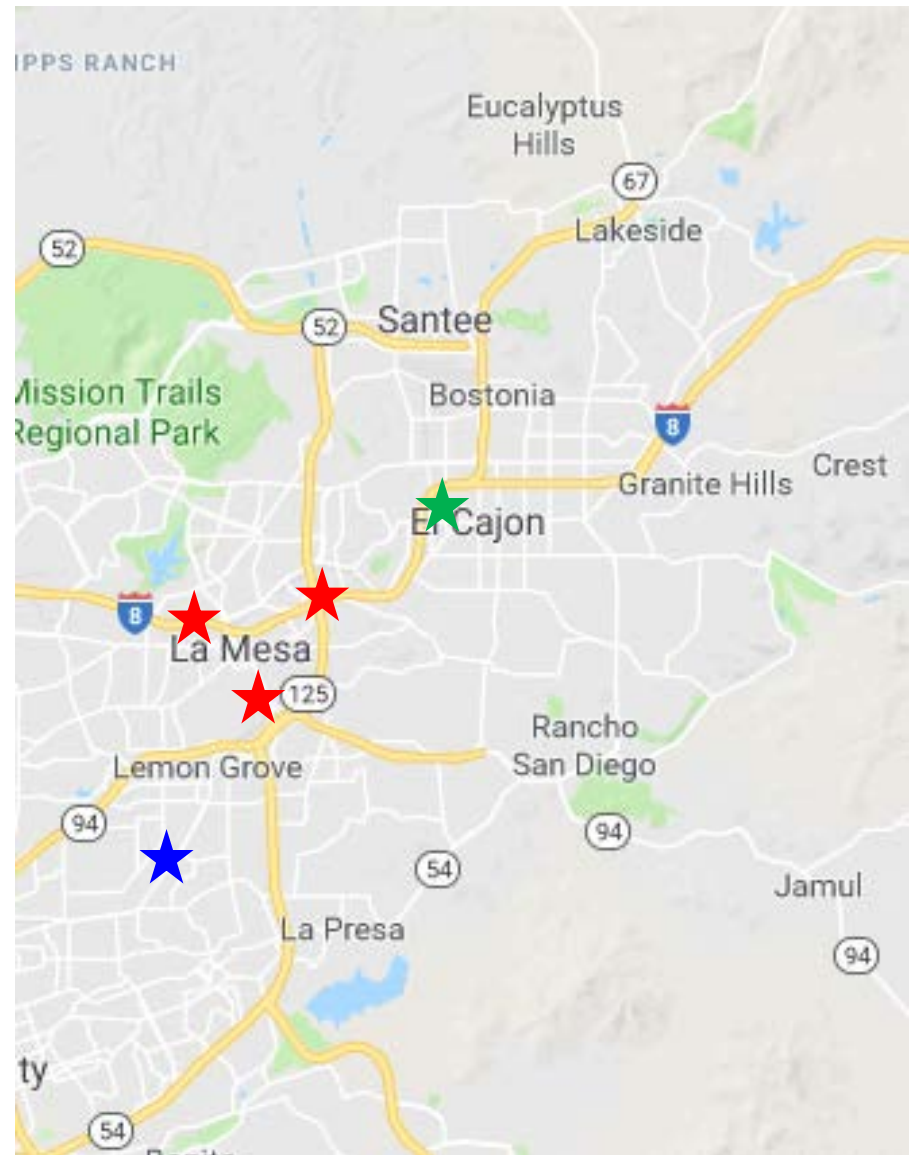 IPPS RANCH
Eucalyptus
Hills
67
52
Lakeside
52
Santee
Mission Trails
Regional Park
Bostonia
8
Crest
Granite Hills
El Cajon
8
La Mesa
125
Rancho
San Diego
Lemon Grove
94
94
54
Jamul
La Presa
94
ty
54